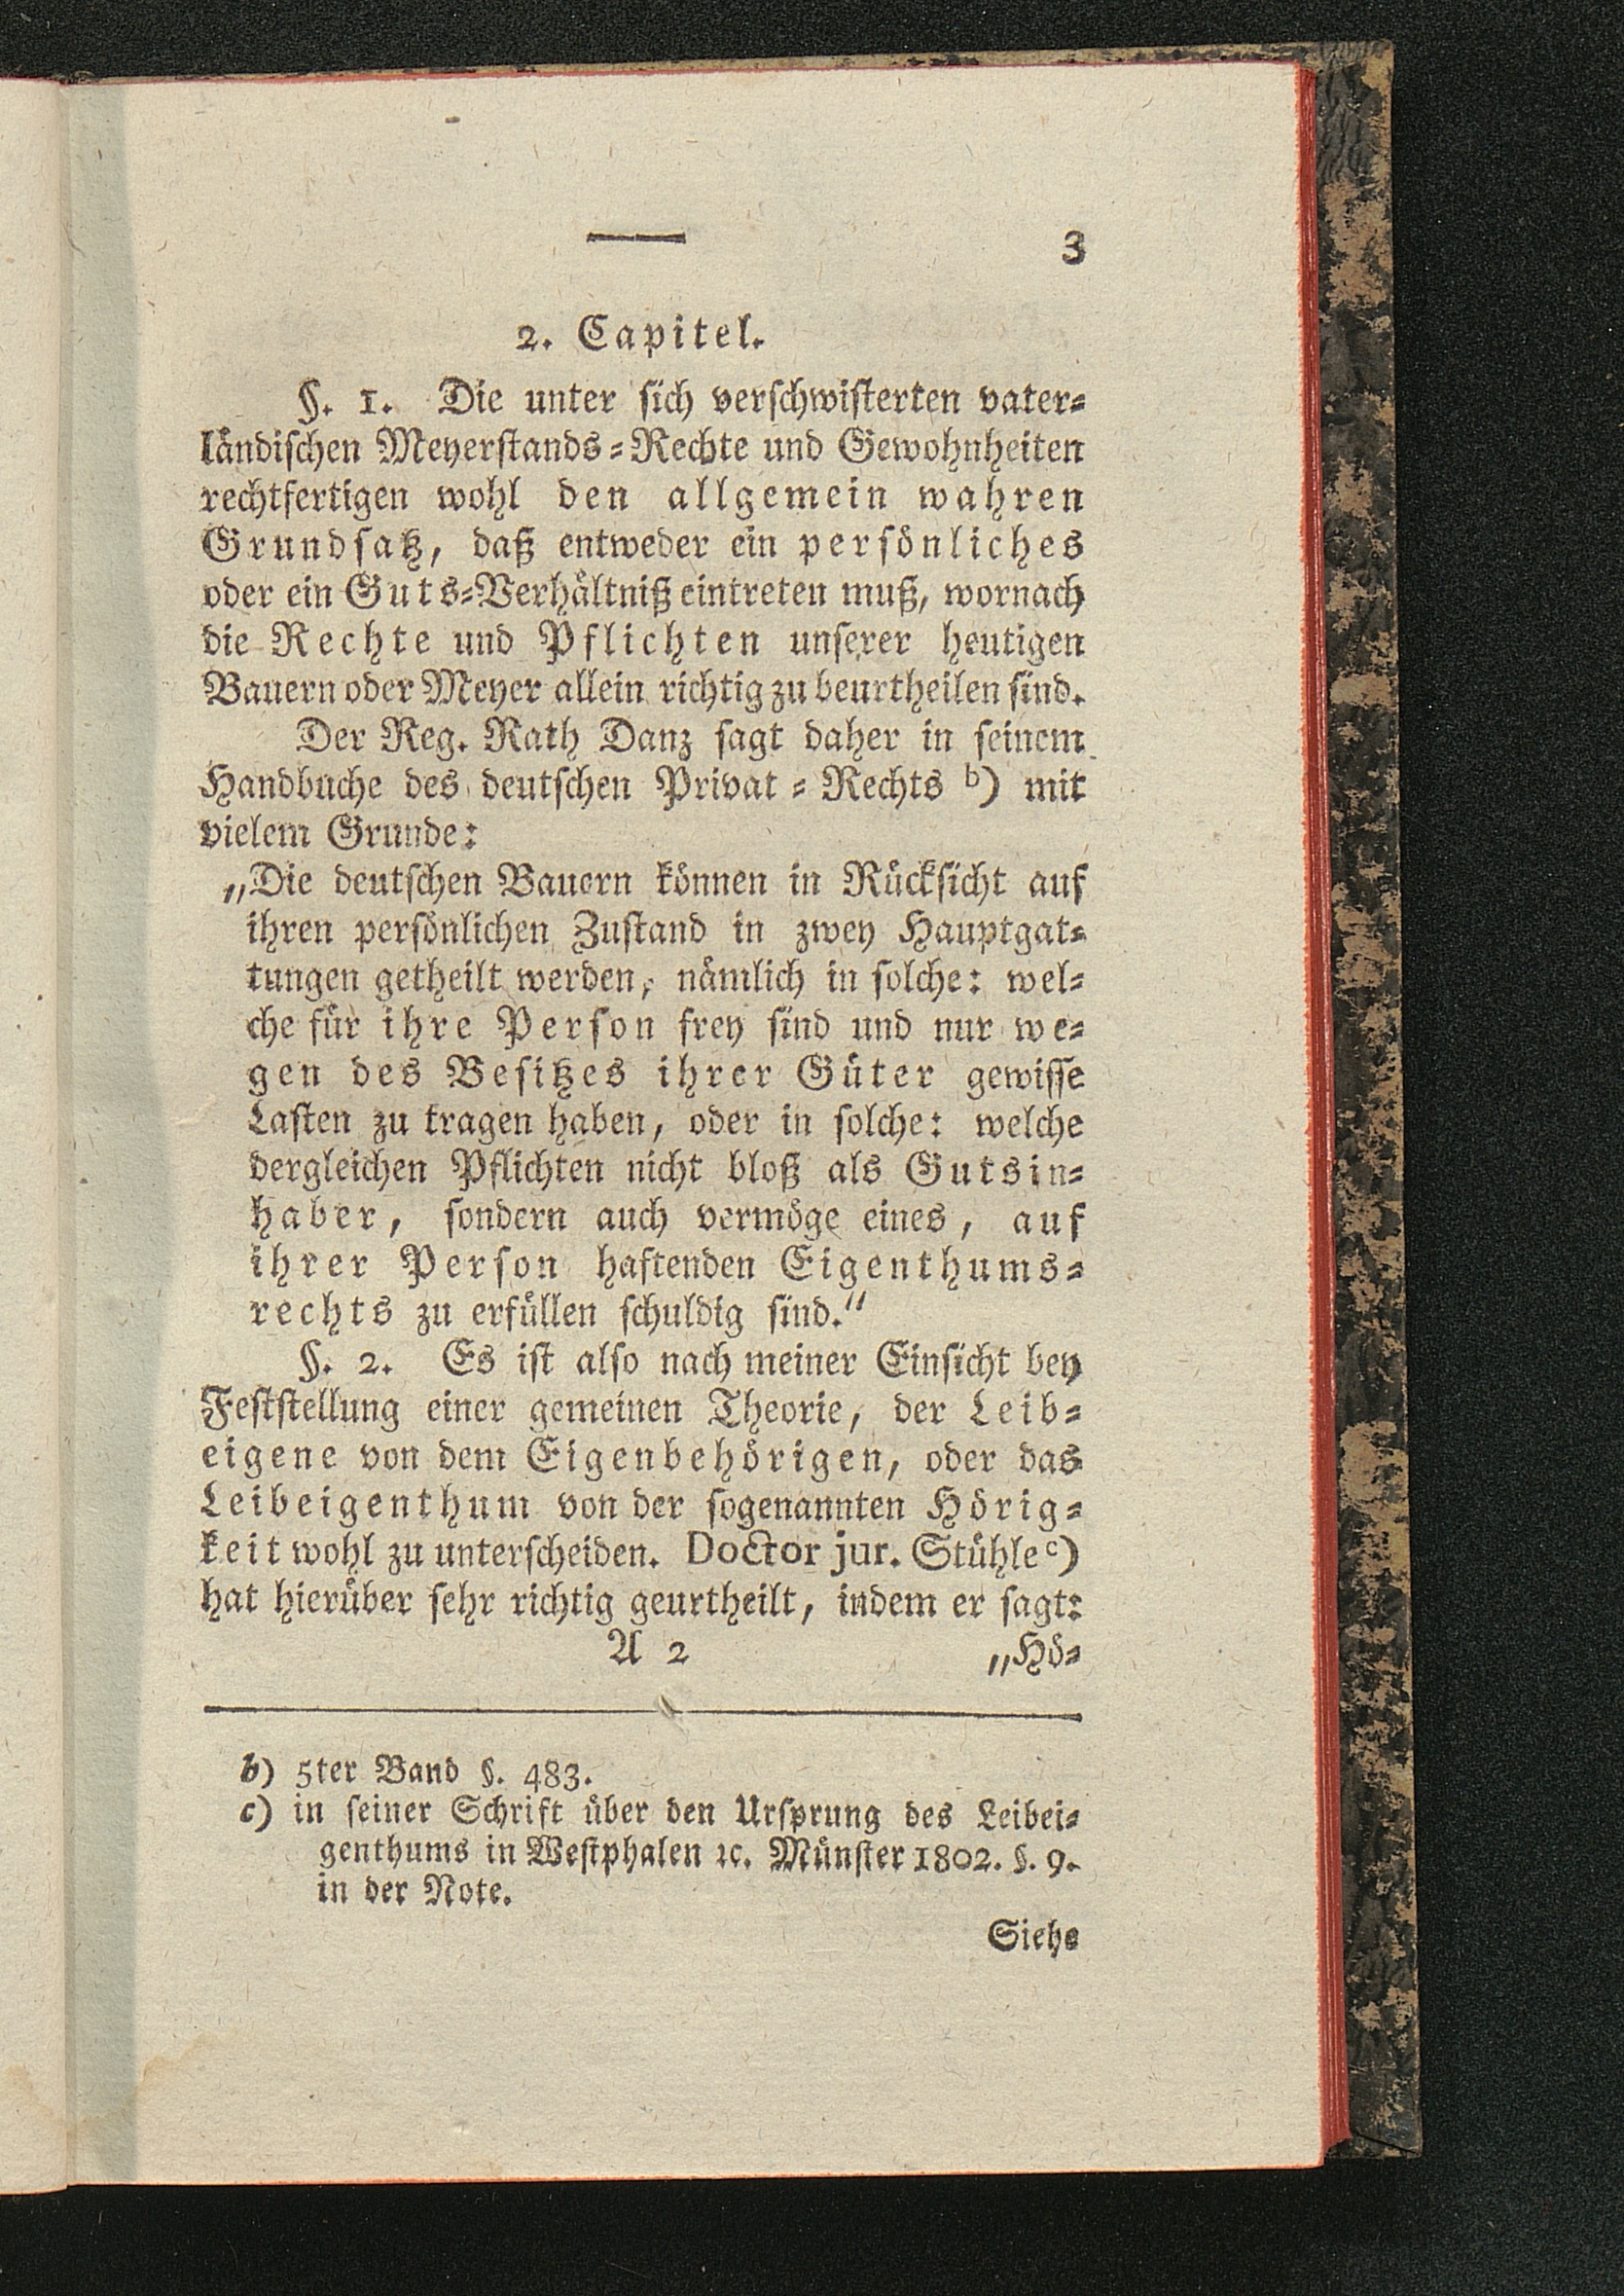 3
2. Capitel.
§. 1. Die unter sich verschwisterten vater-
ländischen Meyerstands-Rechte und Gewohnheiten
rechtfertigen wohl den allgemein wahren
Grundsatz, daß entweder ein persönliches
oder ein Guts-Verhältniß eintreten muß, wornach
die Rechte und Pflichten unserer heutigen
Bauern oder Meyer allein richtig zu beurtheilen sind.
Der Reg. Rath Danz sagt daher in seinem
Handbuche des deutschen Privat-Rechts b) mit
vielem Grunde:
„Die deutschen Bauern können in Rücksicht auf
ihren persönlichen Zustand in zwey Hauptgat-
tungen getheilt werden, nämlich in solche: wel-
che für ihre Person frey sind und nur we-
gen des Besitzes ihrer Güter gewisse
Lasten zu tragen haben, oder in solche: welche
dergleichen Pflichten nicht bloß als Gutsin-
haber, sondern auch vermöge eines, auf
ihrer Person haftenden Eigenthums-
rechts zu erfüllen schuldig sind.“
§. 2. Es ist also nach meiner Einsicht bey
Feststellung einer gemeinen Theorie, der Leib-
eigene von dem Eigenbehörigen, oder das
Leibeigenthum von der sogenannten Hörig-
keit wohl zu unterscheiden. Doctor jur. Stühle c)
hat hierüber sehr richtig geurtheilt, indem er sagt:
A 2 „Hö-
b) 5ter Band §. 483.
c) in seiner Schrift über den Ursprung des Leibei-
genthums in Westphalen ꝛc. Münster 1802. §. 9.
in der Note.
Siehe